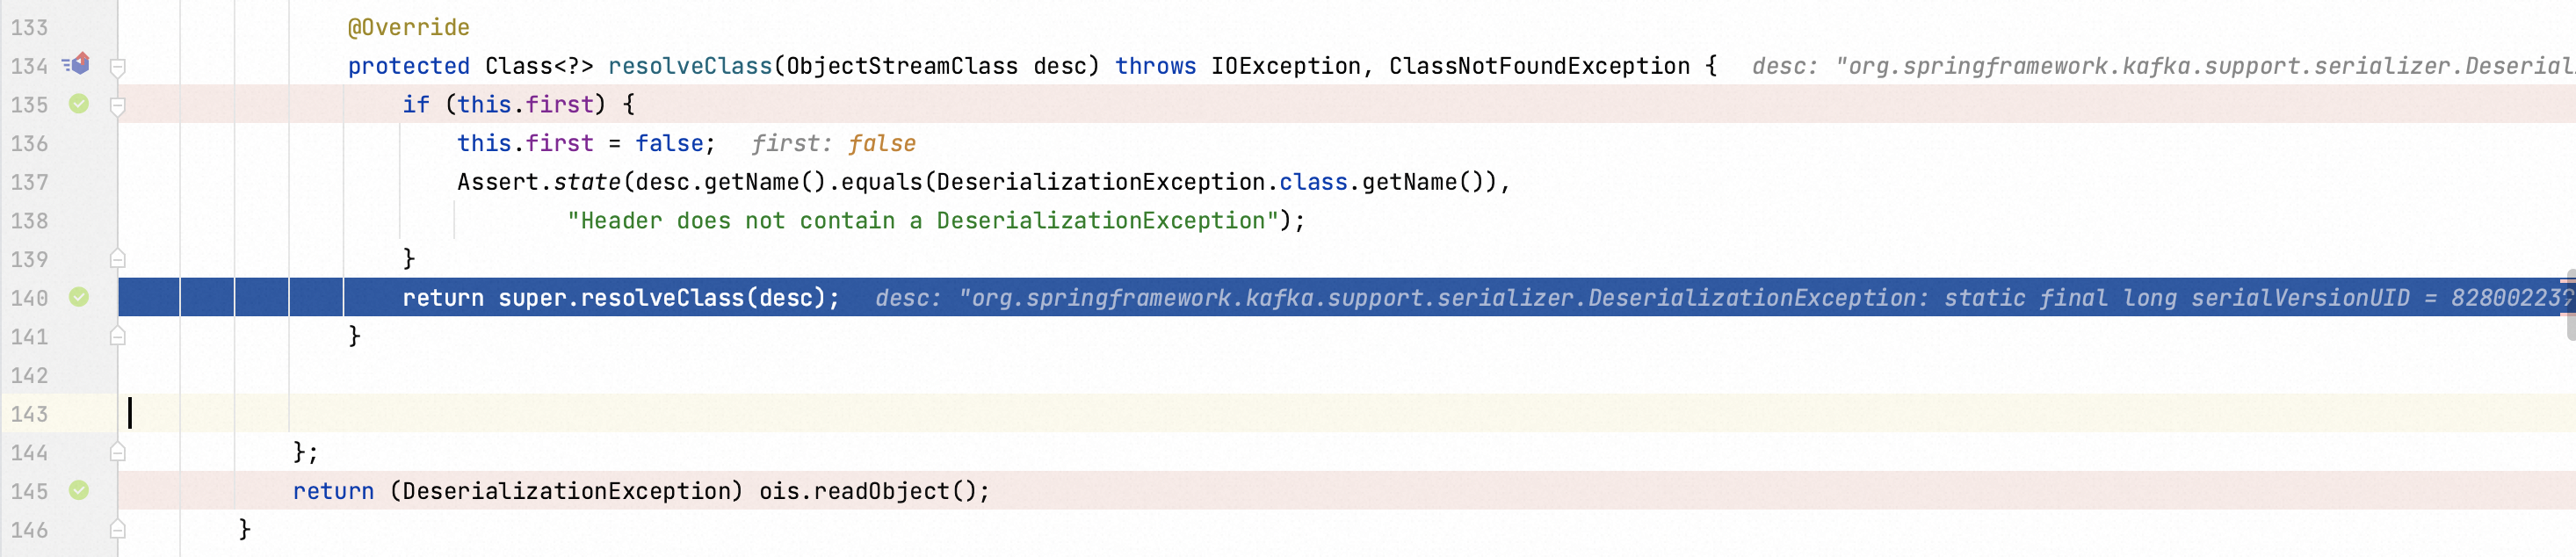 133 @Override
134 protected Class<?> resolveClass(ObjectStreamClass desc) throws IOException, ClassNotFoundException { desc: "org.springframework.kafka.support.serializer.Deserial
135 if (this.first) {
136 this.first = false; first: false
137 Assert.state(desc.getName().equals(DeserializationException.class.getName()),
138 "Header does not contain a DeserializationException");
139 }
140 return super.resolveClass(desc); desc: "org.springframework.kafka.support.serializer.DeserializationException: static final long serialVersionUID = 828002239
141 }
142
143
144 };
145 return (DeserializationException) ois.readObject();
146 }